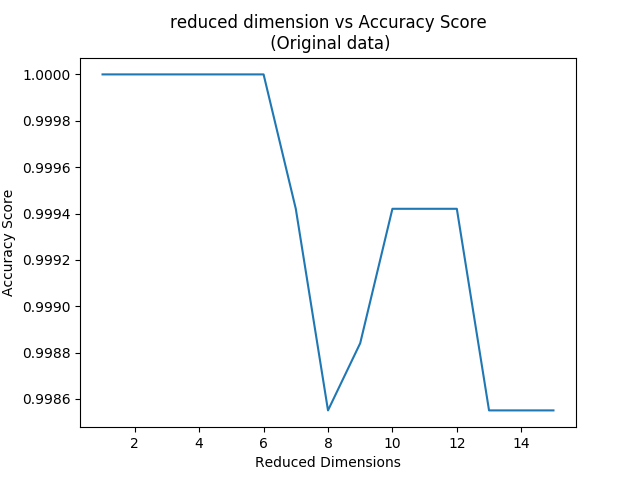 reduced dimension vs Accuracy Score
(Original data)
1.0000
0.9998
0.9996
0.9994
0.9992
0.9990
0.9988
0.9986
Accuracy Score
2 4 6 8 10 12 14
Reduced Dimensions